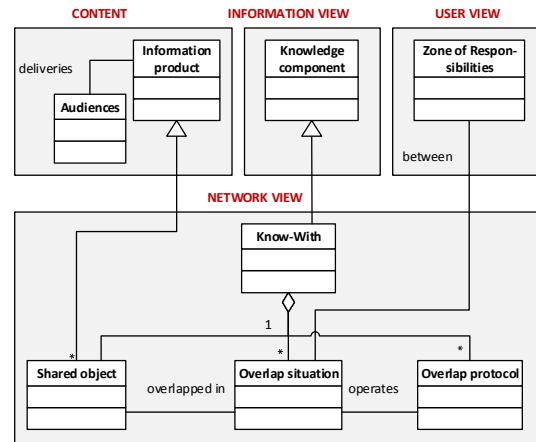 CONTENT
INFORMATION VIEW
USER VIEW
Information
product
Knowledge
component
Zone of Respon-
sibilities
deliveries
Audiences
between
NETWORK VIEW
Know-With
1
*
*
*
Shared object
overlapped in
Overlap situation
operates
Overlap protocol